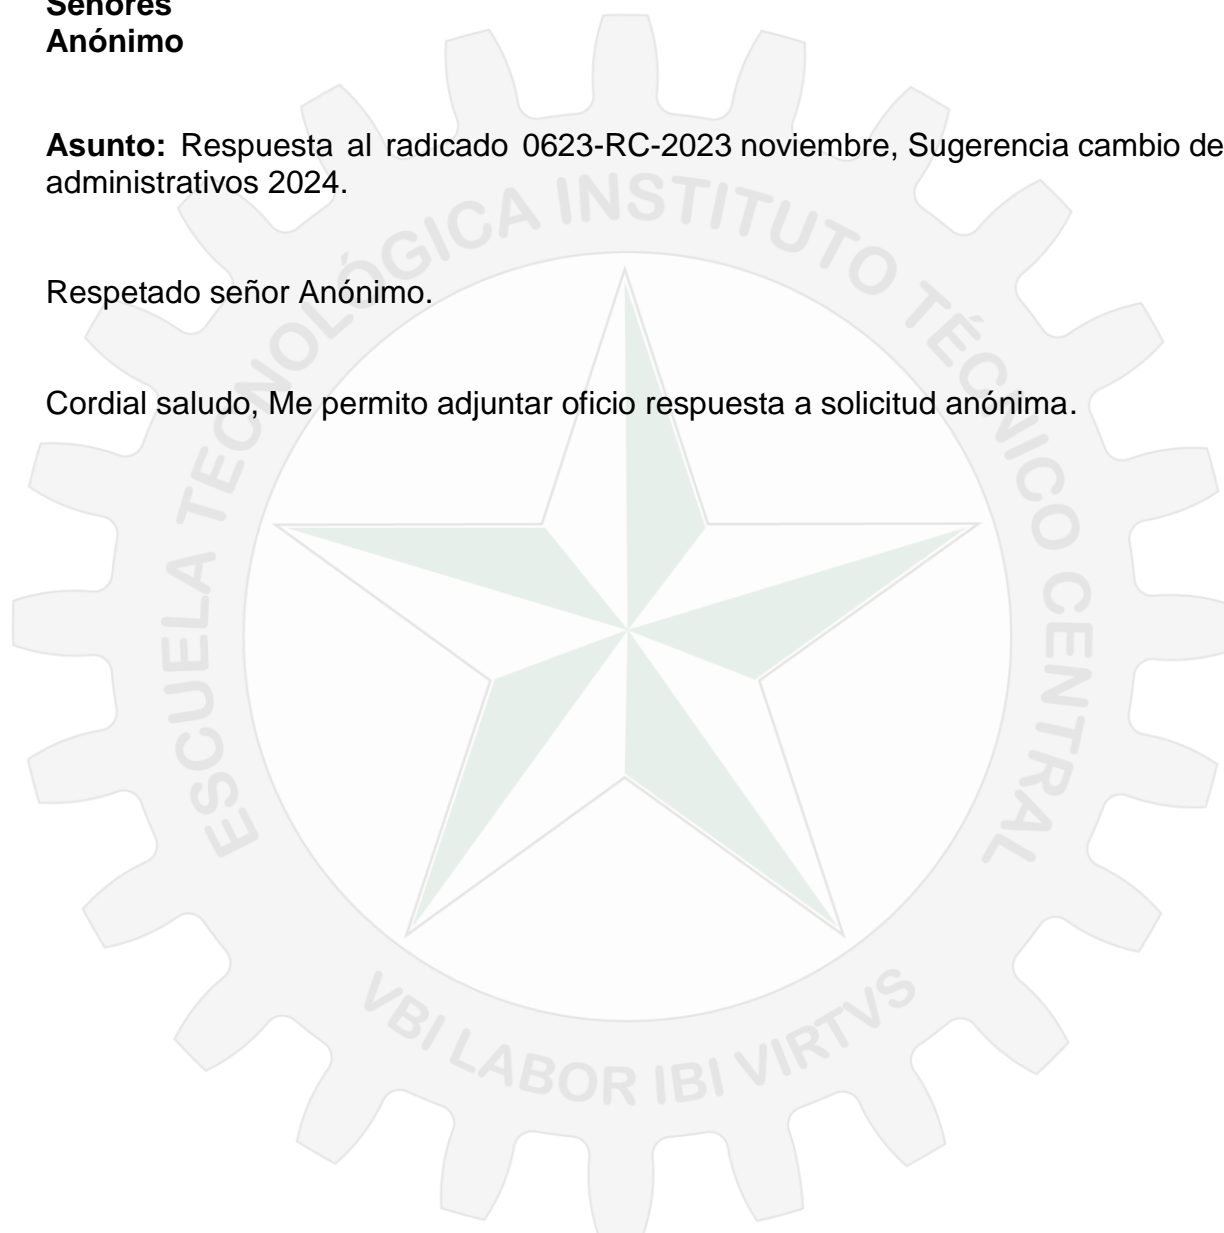 Señores
Anónimo
Asunto: Respuesta al radicado 0623-RC-2023 noviembre, Sugerencia cambio de
administrativos 2024.
Respetado señor Anónimo.
Cordial saludo, Me permito adjuntar oficio respuesta a solicitud anónima.
ESCUELA TECNOLÓGICA INSTITUTO TÉCNICO CENTRAL
VBI LABOR IBI VIRTVS